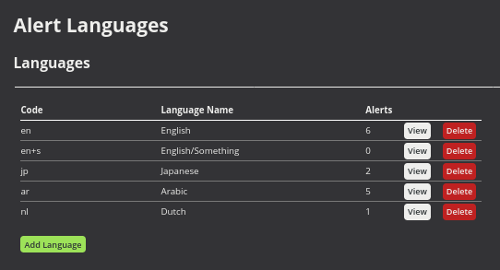 Alert Languages
Languages
Code Language Name Alerts
en English 6 View Delete
en+s English/Something 0 View Delete
jp Japanese 2 View Delete
ar Arabic 5 View Delete
nl Dutch 1 View Delete
Add Language